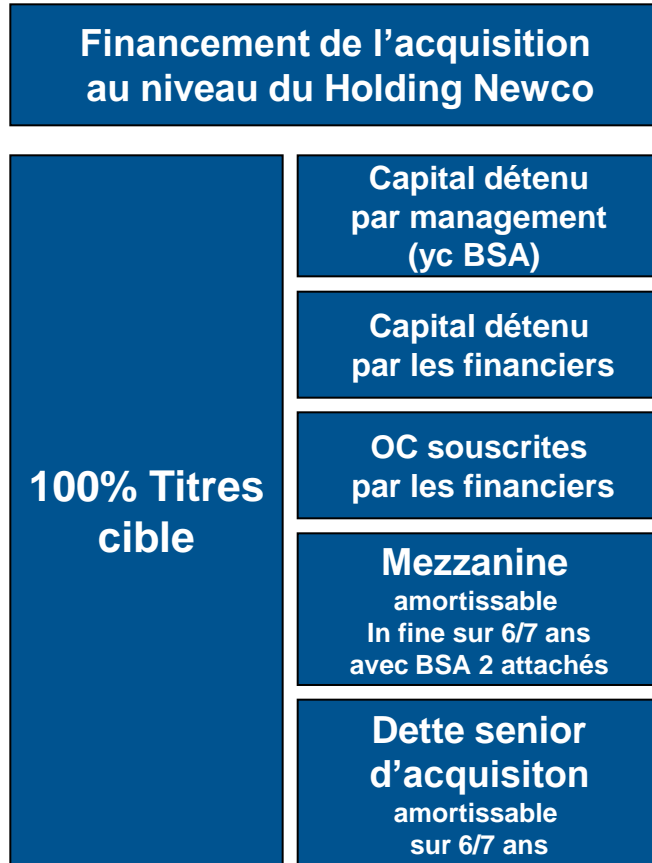 Financement de l’acquisition
au niveau du Holding Newco
100% Titres
cible
Capital détenu
par management
(yc BSA)
Capital détenu
par les financiers
OC souscrites
par les financiers
Mezzanine
amortissable
In fine sur 6/7 ans
avec BSA 2 attachés
Dette senior
d’acquisiton
amortissable
sur 6/7 ans